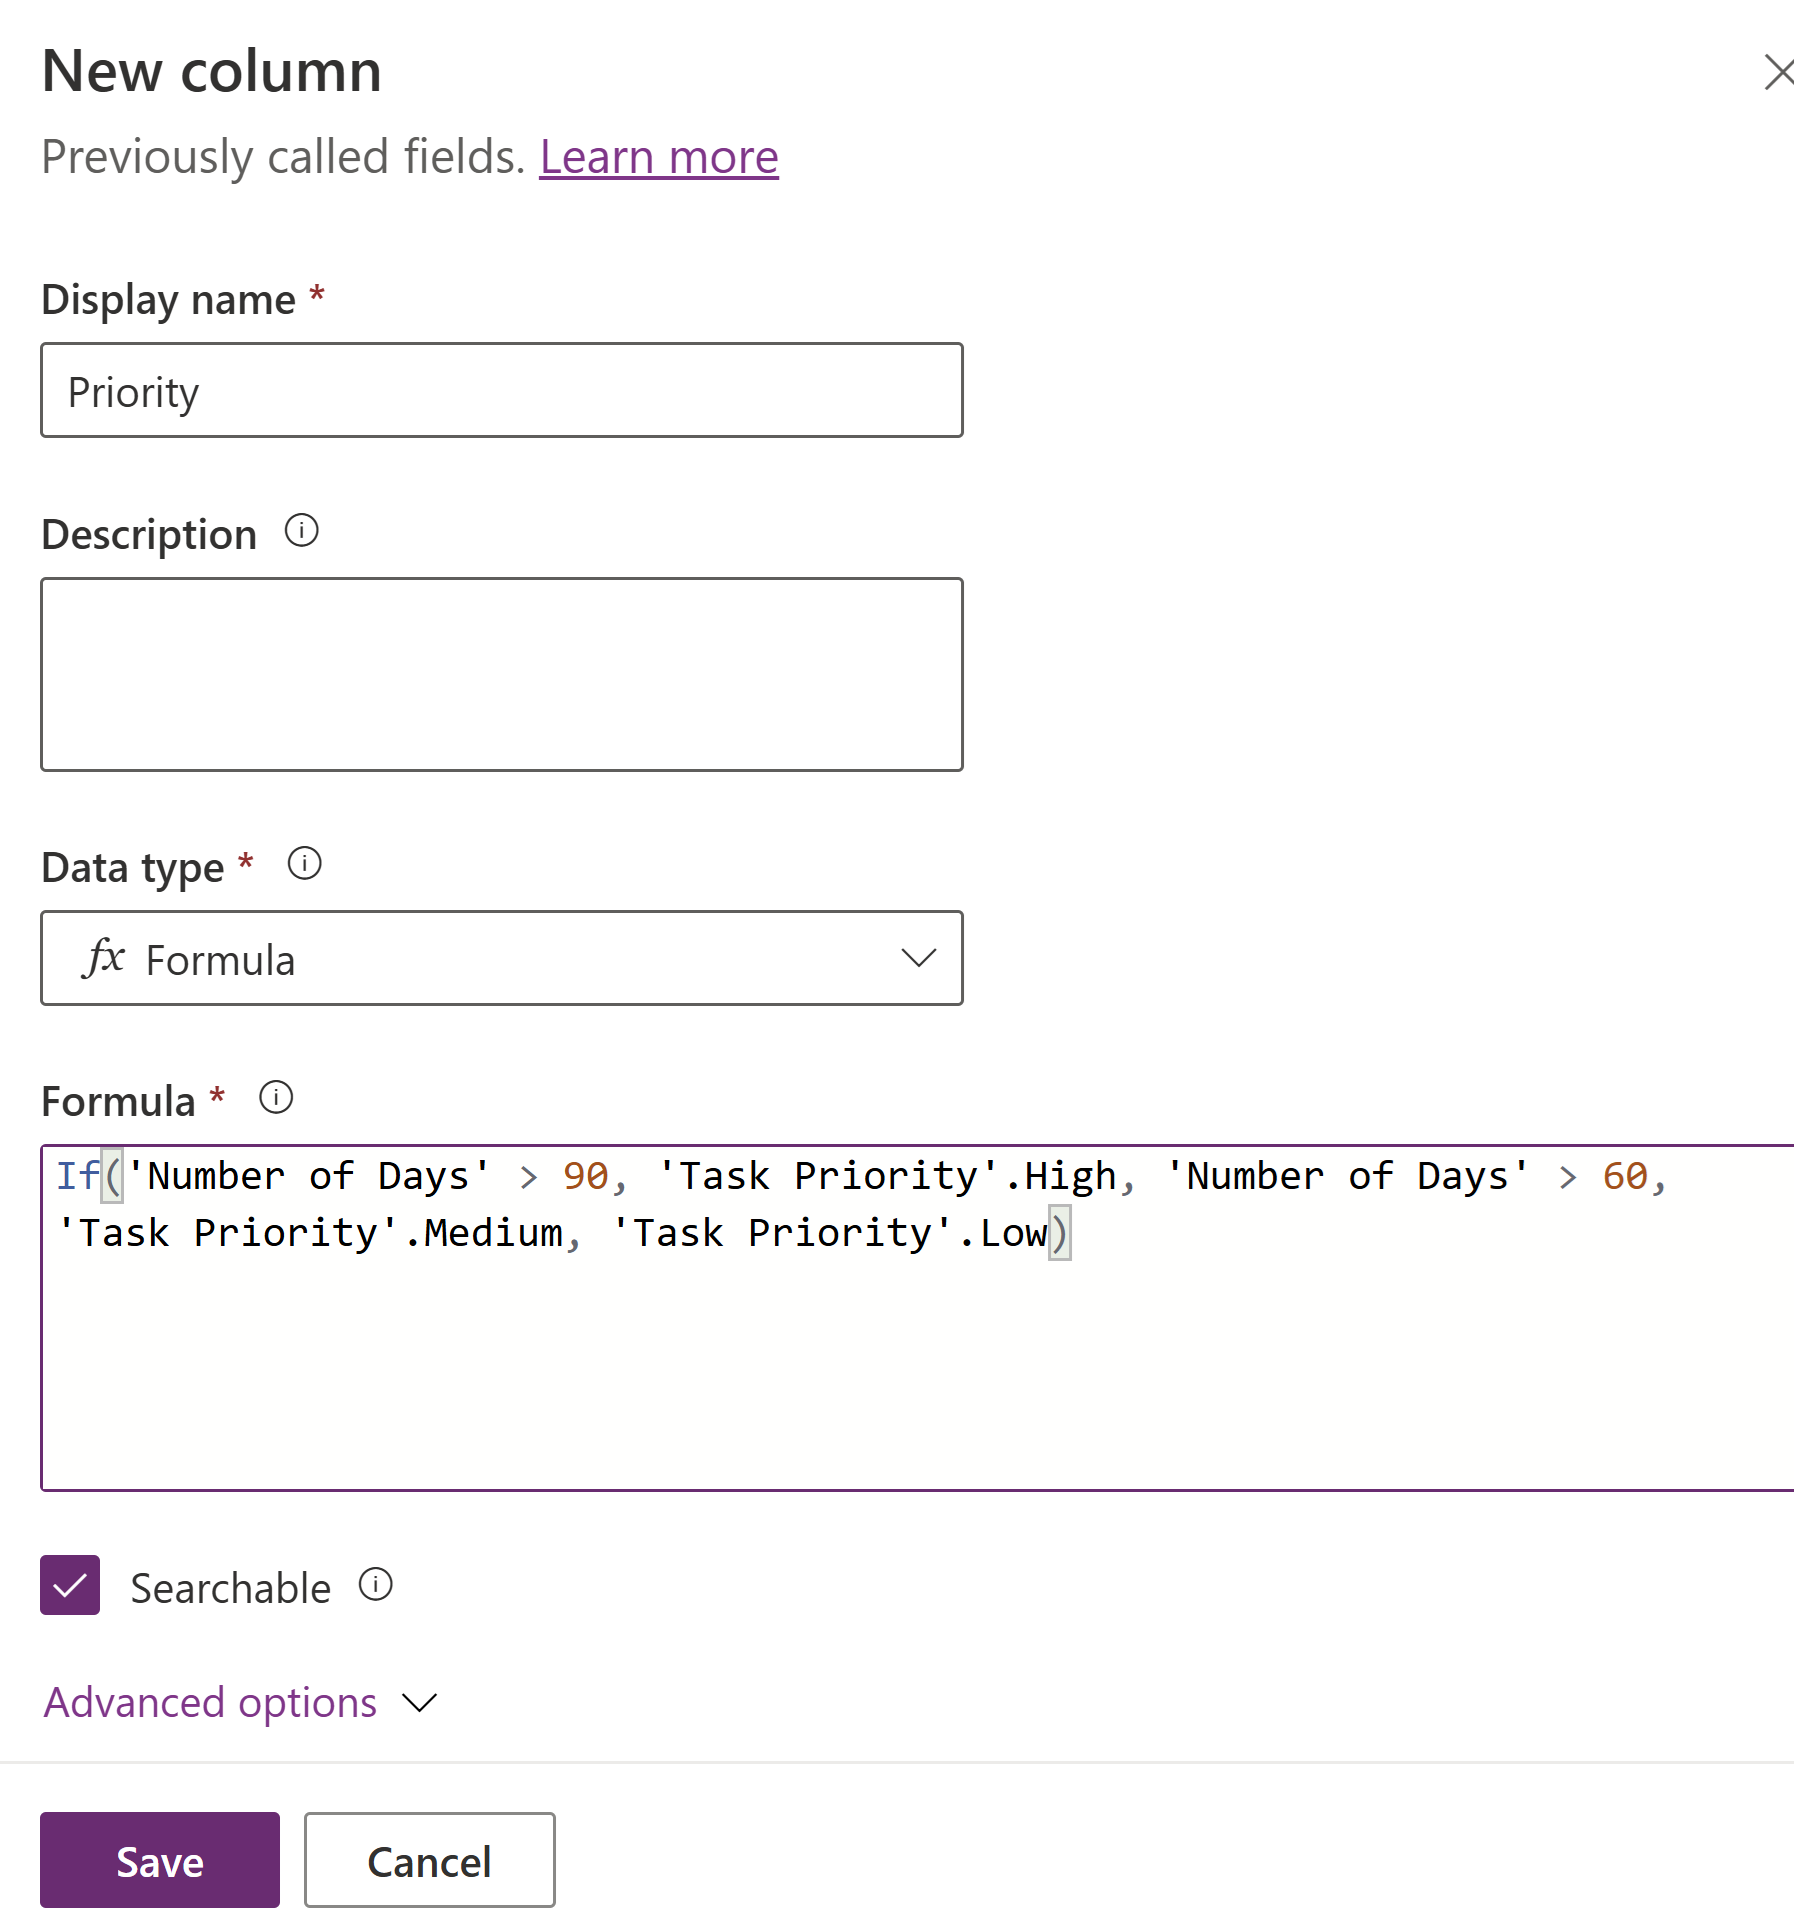 New column
Previously called fields. Learn more
Display name *
Priority
Description
Data type *
fx Formula
Formula *
If('Number of Days' > 90, 'Task Priority'.High, 'Number of Days' > 60,
'Task Priority'.Medium, 'Task Priority'.Low)
Searchable
Advanced options
Save Cancel